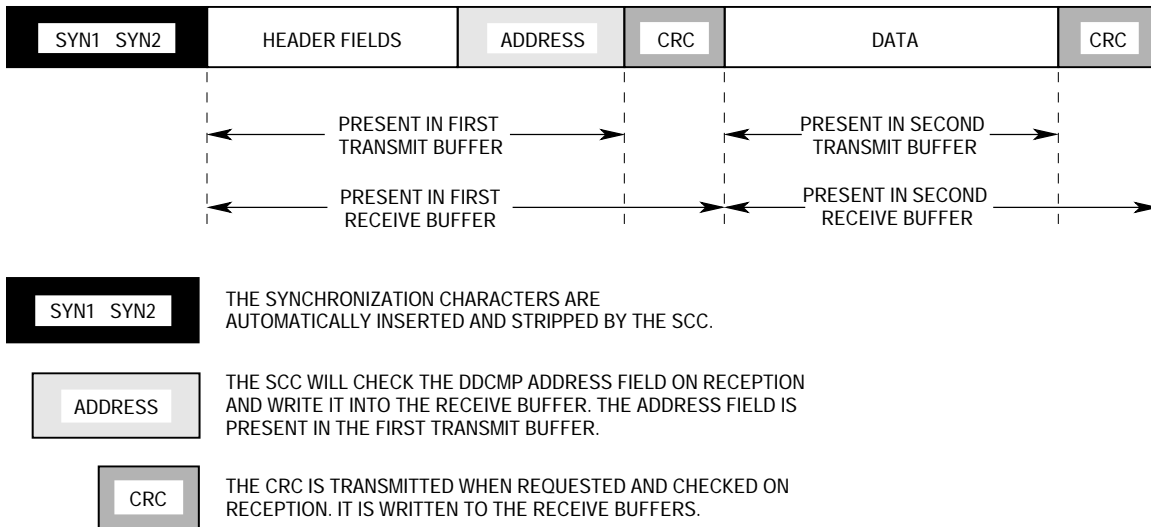 SYN1 SYN2 HEADER FIELDS ADDRESS CRC DATA CRC
PRESENT IN FIRST
TRANSMIT BUFFER
PRESENT IN SECOND
TRANSMIT BUFFER
PRESENT IN FIRST
RECEIVE BUFFER
PRESENT IN SECOND
RECEIVE BUFFER
SYN1 SYN2
THE SYNCHRONIZATION CHARACTERS ARE
AUTOMATICALLY INSERTED AND STRIPPED BY THE SCC.
ADDRESS
THE SCC WILL CHECK THE DDCMP ADDRESS FIELD ON RECEPTION
AND WRITE IT INTO THE RECEIVE BUFFER. THE ADDRESS FIELD IS
PRESENT IN THE FIRST TRANSMIT BUFFER.
CRC
THE CRC IS TRANSMITTED WHEN REQUESTED AND CHECKED ON
RECEPTION. IT IS WRITTEN TO THE RECEIVE BUFFERS.